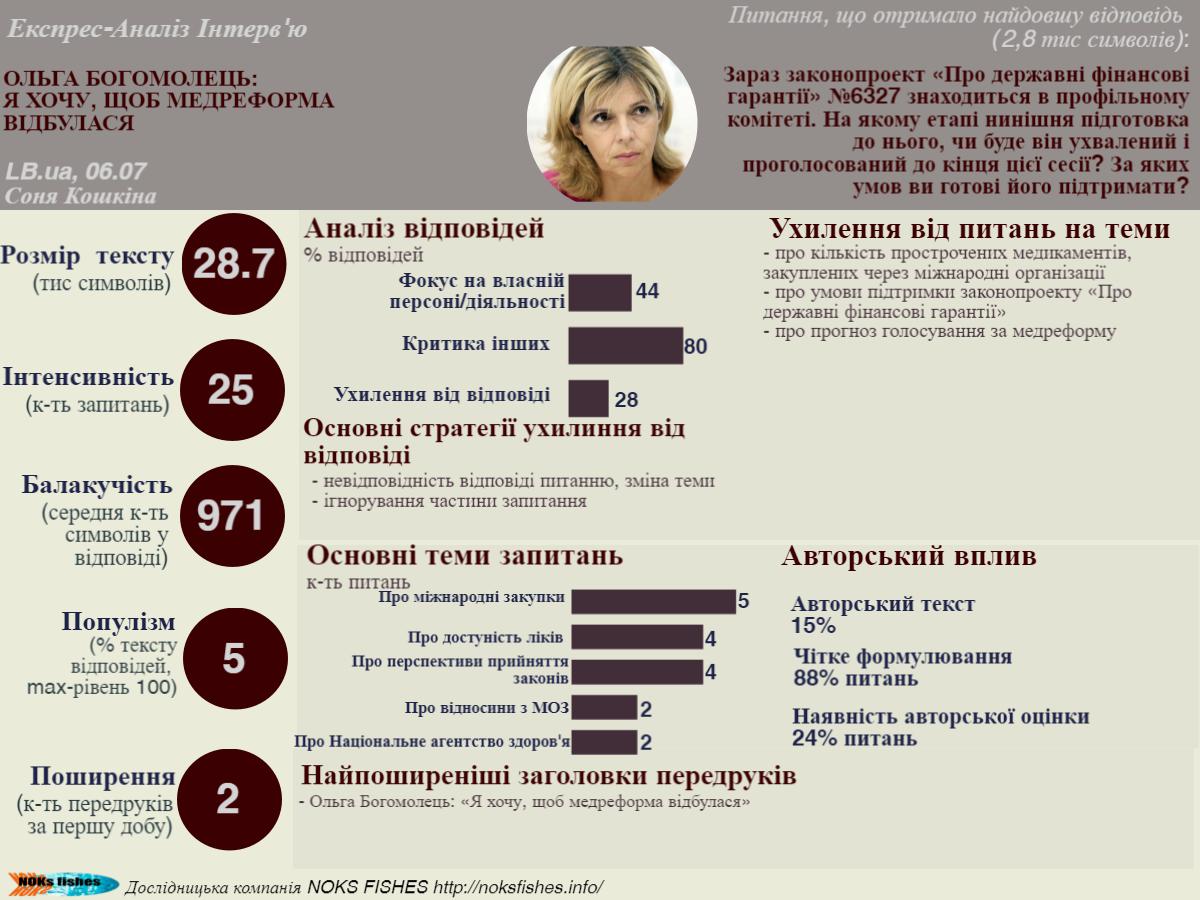 Експрес-Аналіз Інтерв'ю
ОЛЬГА БОГОМОЛЕЦЬ:
Я ХОЧУ, ЩОБ МЕДРЕФОРМА
ВІДБУЛАСЯ
LB.ua, 06.07
Соня Кошкіна
Питання, що отримало найдовшу відповідь
(2,8 тис символів):
Зараз законопроект «Про державні фінансові
гарантії» №6327 знаходиться в профільному
комітеті. На якому етапі нинішня підготовка
до нього, чи буде він ухвалений і
проголосований до кінця цієї сесії? За яких
умов ви готові його підтримати?
Розмір тексту
(тис символів)
28.7
Інтенсивність
(к-ть запитань)
25
Балакучість
(середня к-ть
символів у
відповіді)
971
Популізм
(% тексту
відповідей,
max-рівень 100)
5
Поширення
(к-ть передруків
за першу добу)
2
Аналіз відповідей
% відповідей
Фокус на власній
персоні/діяльності
44
Критика інших
80
Ухилення від відповіді
28
Основні стратегії ухилиння від
відповіді
- невідповідність відповіді питанню, зміна теми
- ігнорування частини запитання
Ухилення від питань на теми
- про кількість прострочених медикаментів,
закуплених через міжнародні організації
- про умови підтримки законопроекту «Про
державні фінансові гарантії»
- про прогноз голосування за медреформу
Основні теми запитань
к-ть питань
Про міжнародні закупки
5
Про достуність ліків
4
Про перспективи прийняття
законів
4
Про відносини з МОЗ
2
Про Національне агентство здоров'я
2
Авторський вплив
Авторський текст
15%
Чітке формулювання
88% питань
Наявність авторської оцінки
24% питань
Найпоширеніші заголовки передруків
- Ольга Богомолець: «Я хочу, щоб медреформа відбулася»
NOKs fishes
Дослідницька компанія NOKS FISHES http://noksfishes.info/